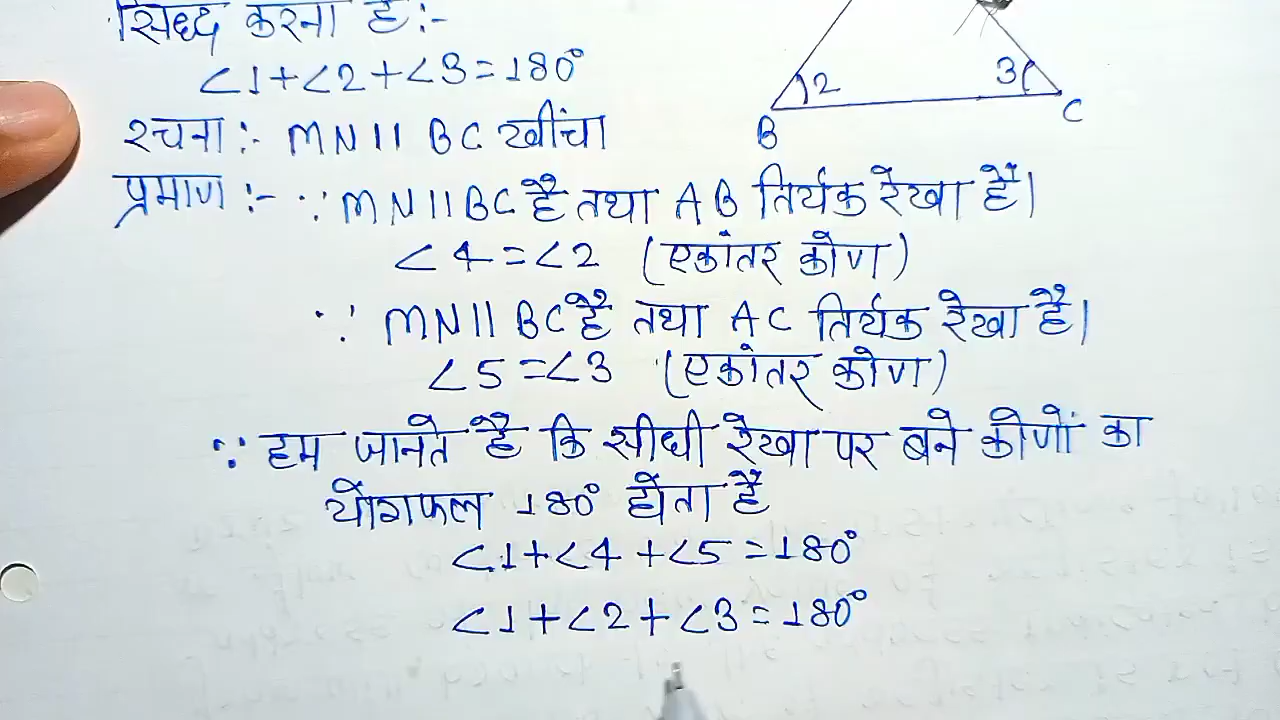 सिध्द करना है:-
∠1+∠2+∠3=180°
रचना:- MN||BC खींचा
2
3
B
C
प्रमाण:- ∵ MN||BC है तथा AB तिर्यक रेखा है।
∠4=∠2 (एकांतर कोण)
∵ MN||BC है तथा AC तिर्यक रेखा है।
∠5=∠3 (एकांतर कोण)
∵ हम जानते है कि सीधी रेखा पर बने कोणों का
योगफल 180° होता है
∠1+∠4+∠5=180°
∠1+∠2+∠3=180°